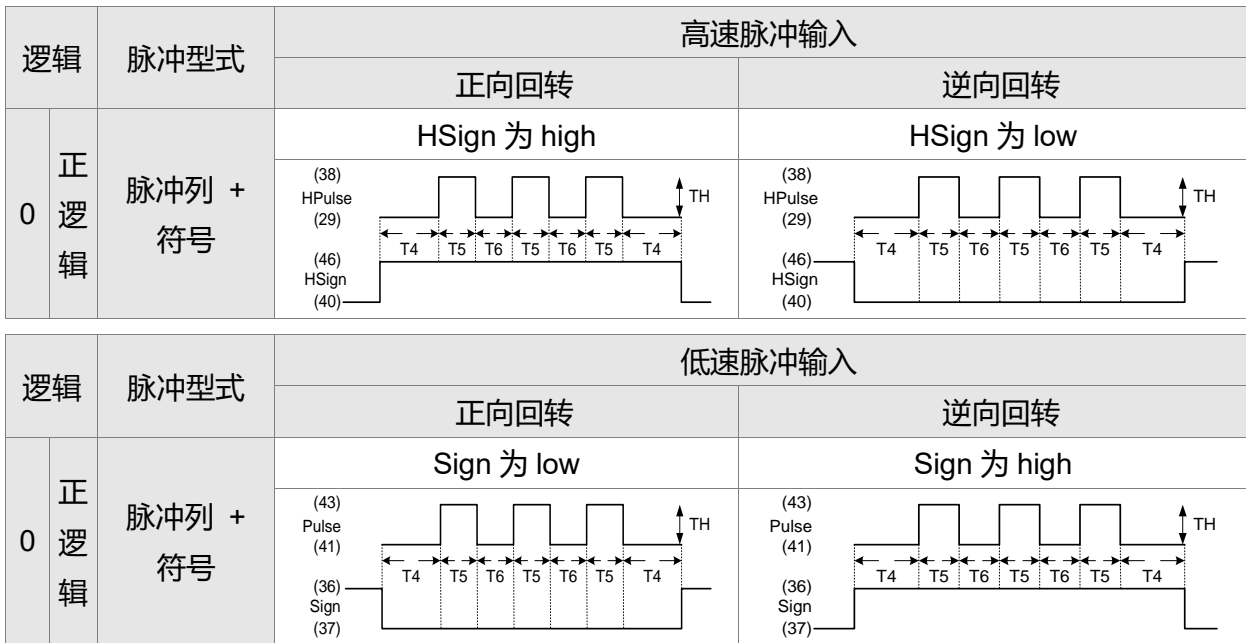 逻辑 脉冲型式 高速脉冲输入
正向回转 逆向回转
0 正逻辑 脉冲列 + 符号 HSign 为 high HSign 为 low
(38) (38)
HPulse TH HPulse TH
(29) (29)
T4 T5 T6 T5 T6 T5 T4 T4 T5 T6 T5 T6 T5 T4
(46) (46)
HSign HSign
(40) (40)
逻辑 脉冲型式 低速脉冲输入
正向回转 逆向回转
0 正逻辑 脉冲列 + 符号 Sign 为 low Sign 为 high
(43) (43)
Pulse TH Pulse TH
(41) (41)
T4 T5 T6 T5 T6 T5 T4 T4 T5 T6 T5 T6 T5 T4
(36) (36)
Sign Sign
(37) (37)